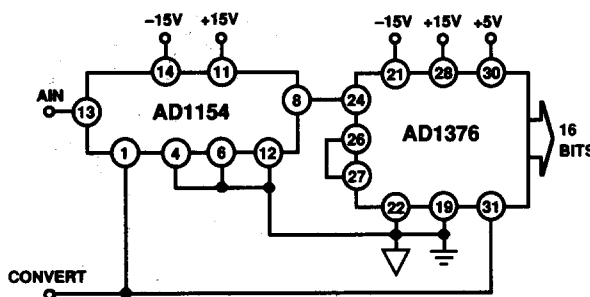 −15V +15V −15V +15V +5V
14 11 21 28 30
AIN 13 AD1154 8 24 AD1376 16 BITS
26
27
1 4 6 12 22 19 31
CONVERT